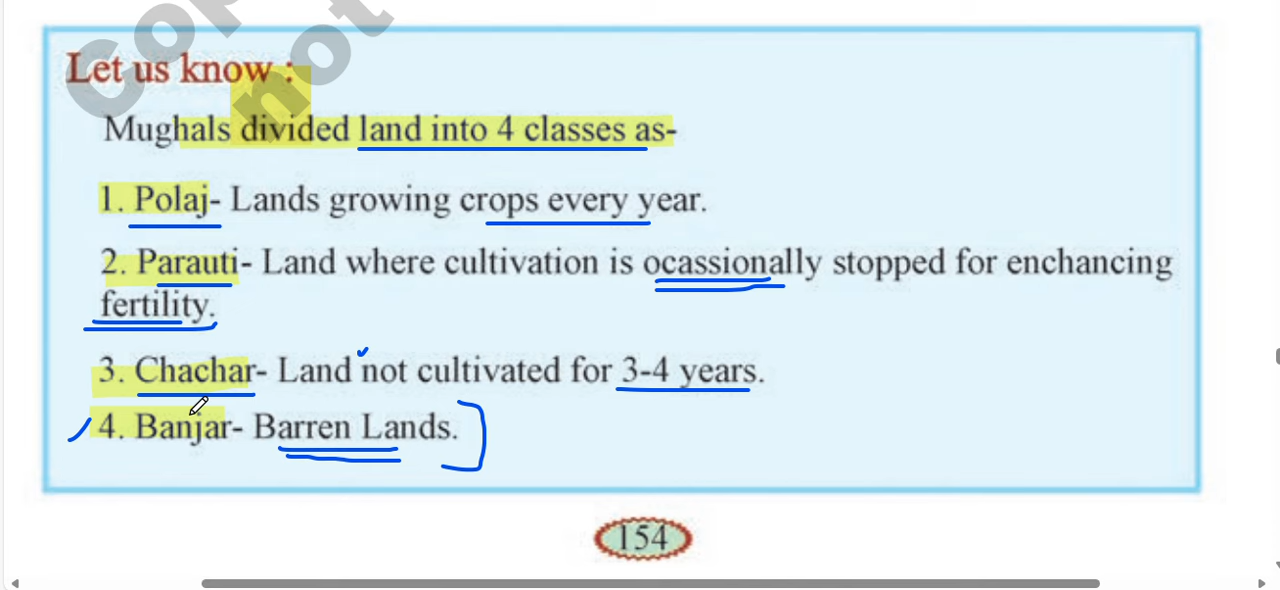 Copy
not
Let us know :
Mughals divided land into 4 classes as-
1. Polaj- Lands growing crops every year.
2. Parauti- Land where cultivation is ocassionally stopped for enchancing
fertility.
3. Chachar- Land not cultivated for 3-4 years.
4. Banjar- Barren Lands.
154